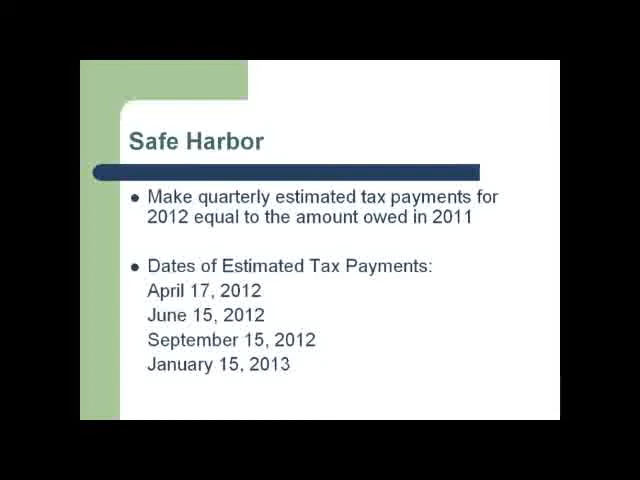 Safe Harbor
● Make quarterly estimated tax payments for
2012 equal to the amount owed in 2011
● Dates of Estimated Tax Payments:
April 17, 2012
June 15, 2012
September 15, 2012
January 15, 2013